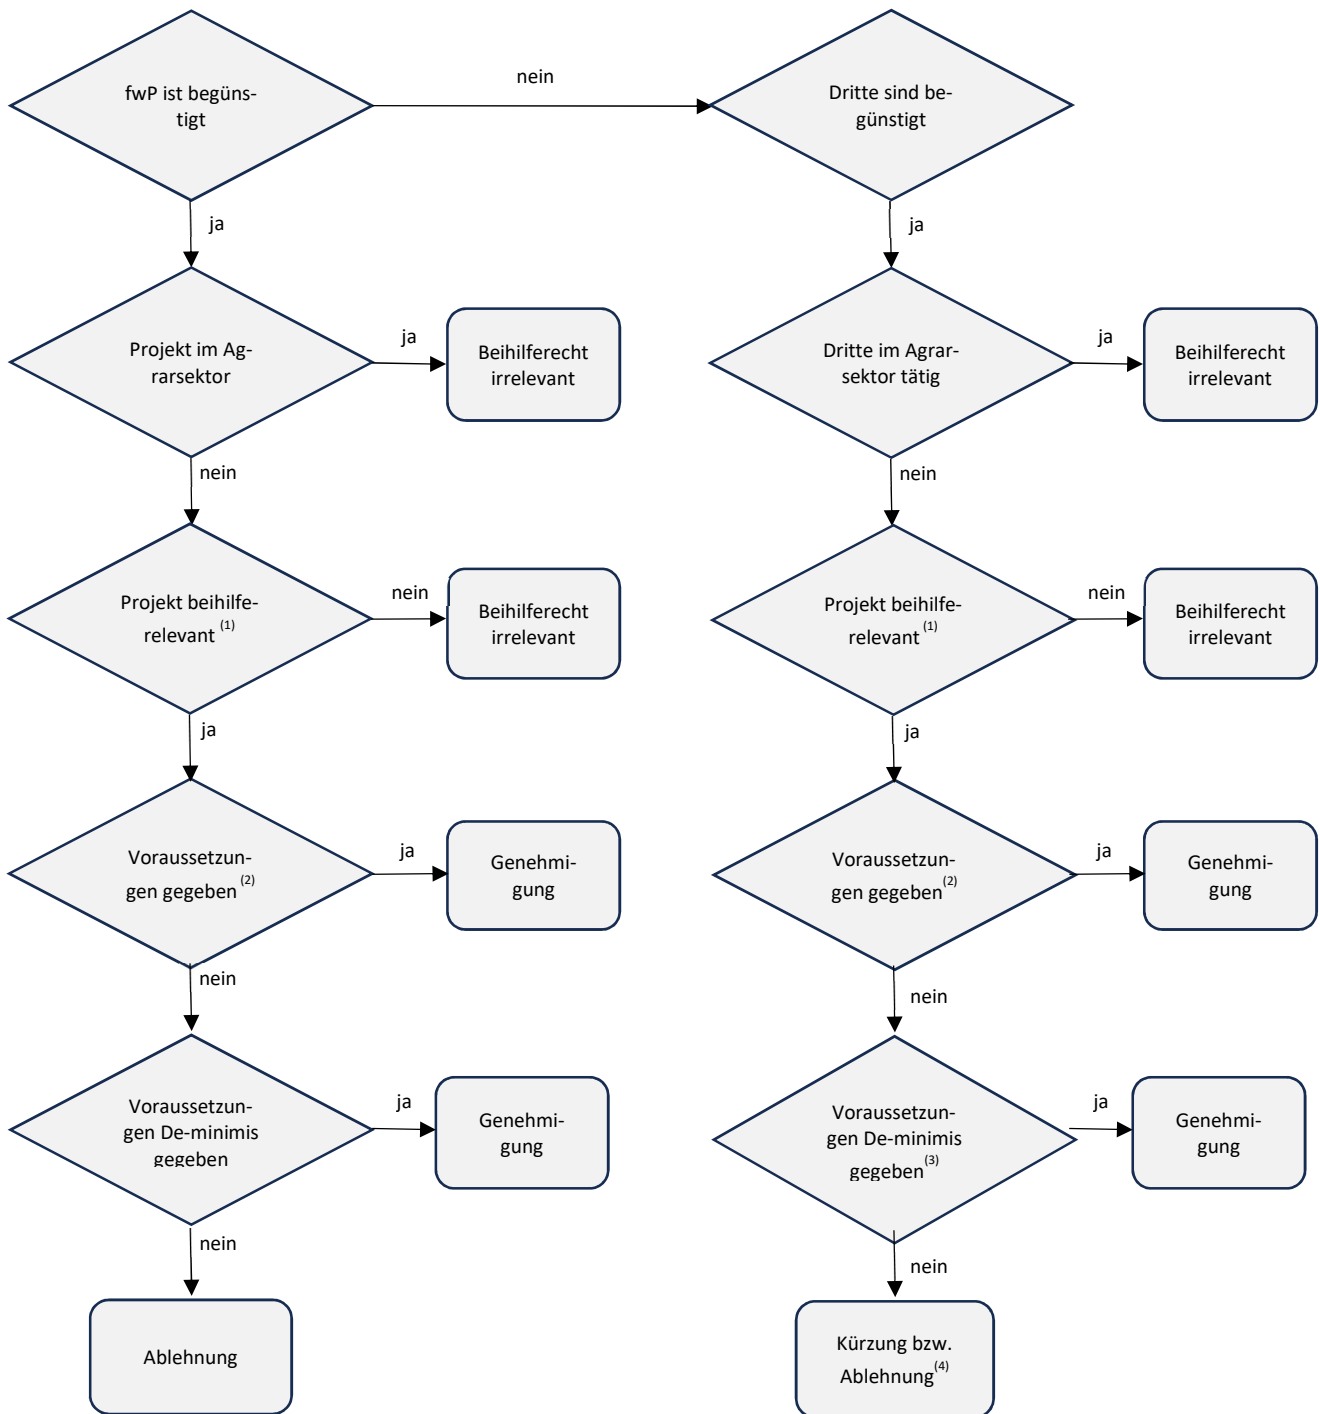 fwP ist begüns-
tigt
nein
Dritte sind be-
günstigt
ja
ja
Projekt im Ag-
rarsektor
ja
Beihilferecht
irrelevant
Dritte im Agrar-
sektor tätig
ja
Beihilferecht
irrelevant
nein
nein
Projekt beihilfe-
relevant (1)
nein
Beihilferecht
irrelevant
Projekt beihilfe-
relevant (1)
nein
Beihilferecht
irrelevant
ja
ja
Voraussetzun-
gen gegeben (2)
ja
Genehmi-
gung
Voraussetzun-
gen gegeben(2)
ja
Genehmi-
gung
nein
nein
Voraussetzun-
gen De-minimis
gegeben
ja
Genehmi-
gung
Voraussetzun-
gen De-minimis
gegeben(3)
ja
Genehmi-
gung
nein
nein
Ablehnung
Kürzung bzw.
Ablehnung(4)